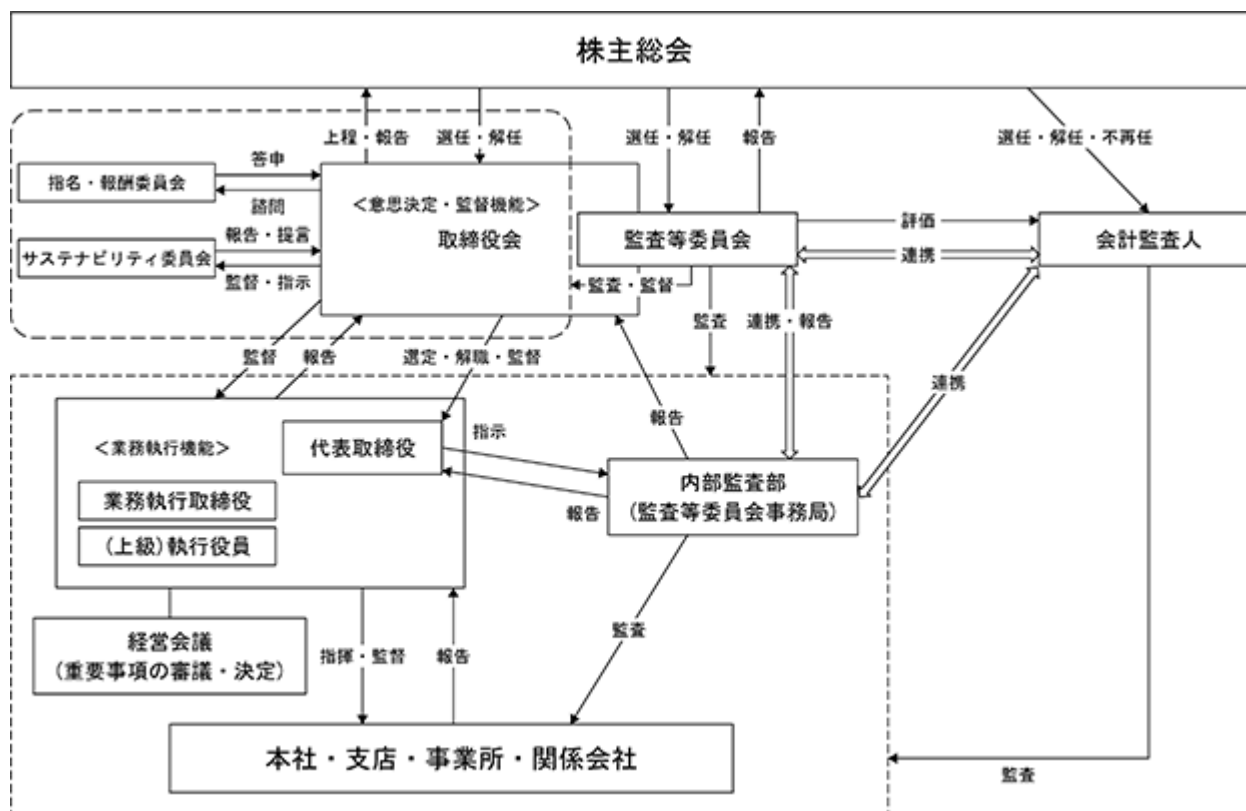 株主総会
上程・報告
選任・解任
選任・解任
報告
選任・解任・不再任
答申
指名・報酬委員会
諮問
報告・提言
サステナビリティ委員会
監督・指示
＜意思決定・監督機能＞
取締役会
監査等委員会
評価
連携
会計監査人
監査・監督
監査
連携・報告
監督
報告
選定・解職・監督
連携
報告
＜業務執行機能＞
代表取締役
指示
業務執行取締役
(上級)執行役員
報告
内部監査部
(監査等委員会事務局)
経営会議
(重要事項の審議・決定)
指揮・監督
報告
監査
本社・支店・事業所・関係会社
監査